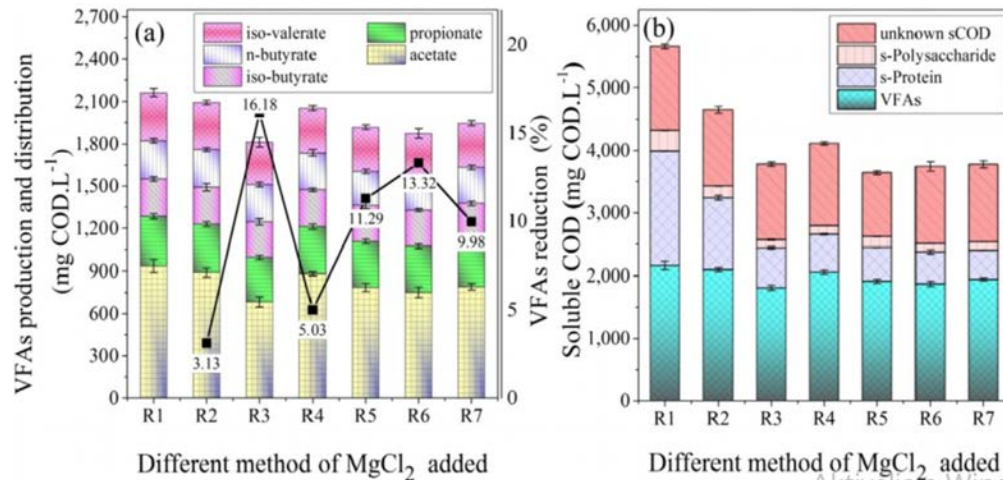 (a)
VFAs production and distribution
(mg COD.L-1)
2,700
2,400
2,100
1,800
1,500
1,200
900
600
300
0
iso-valerate
n-butyrate
iso-butyrate
propionate
acetate
3.13
16.18
5.03
11.29
13.32
9.98
20
15
10
5
0
VFAs reduction (%)
R1 R2 R3 R4 R5 R6 R7
Different method of MgCl2 added
(b)
Soluble COD (mg COD.L-1)
6,000
5,000
4,000
3,000
2,000
1,000
0
unknown sCOD
s-Polysaccharide
s-Protein
VFAs
R1 R2 R3 R4 R5 R6 R7
Different method of MgCl2 added